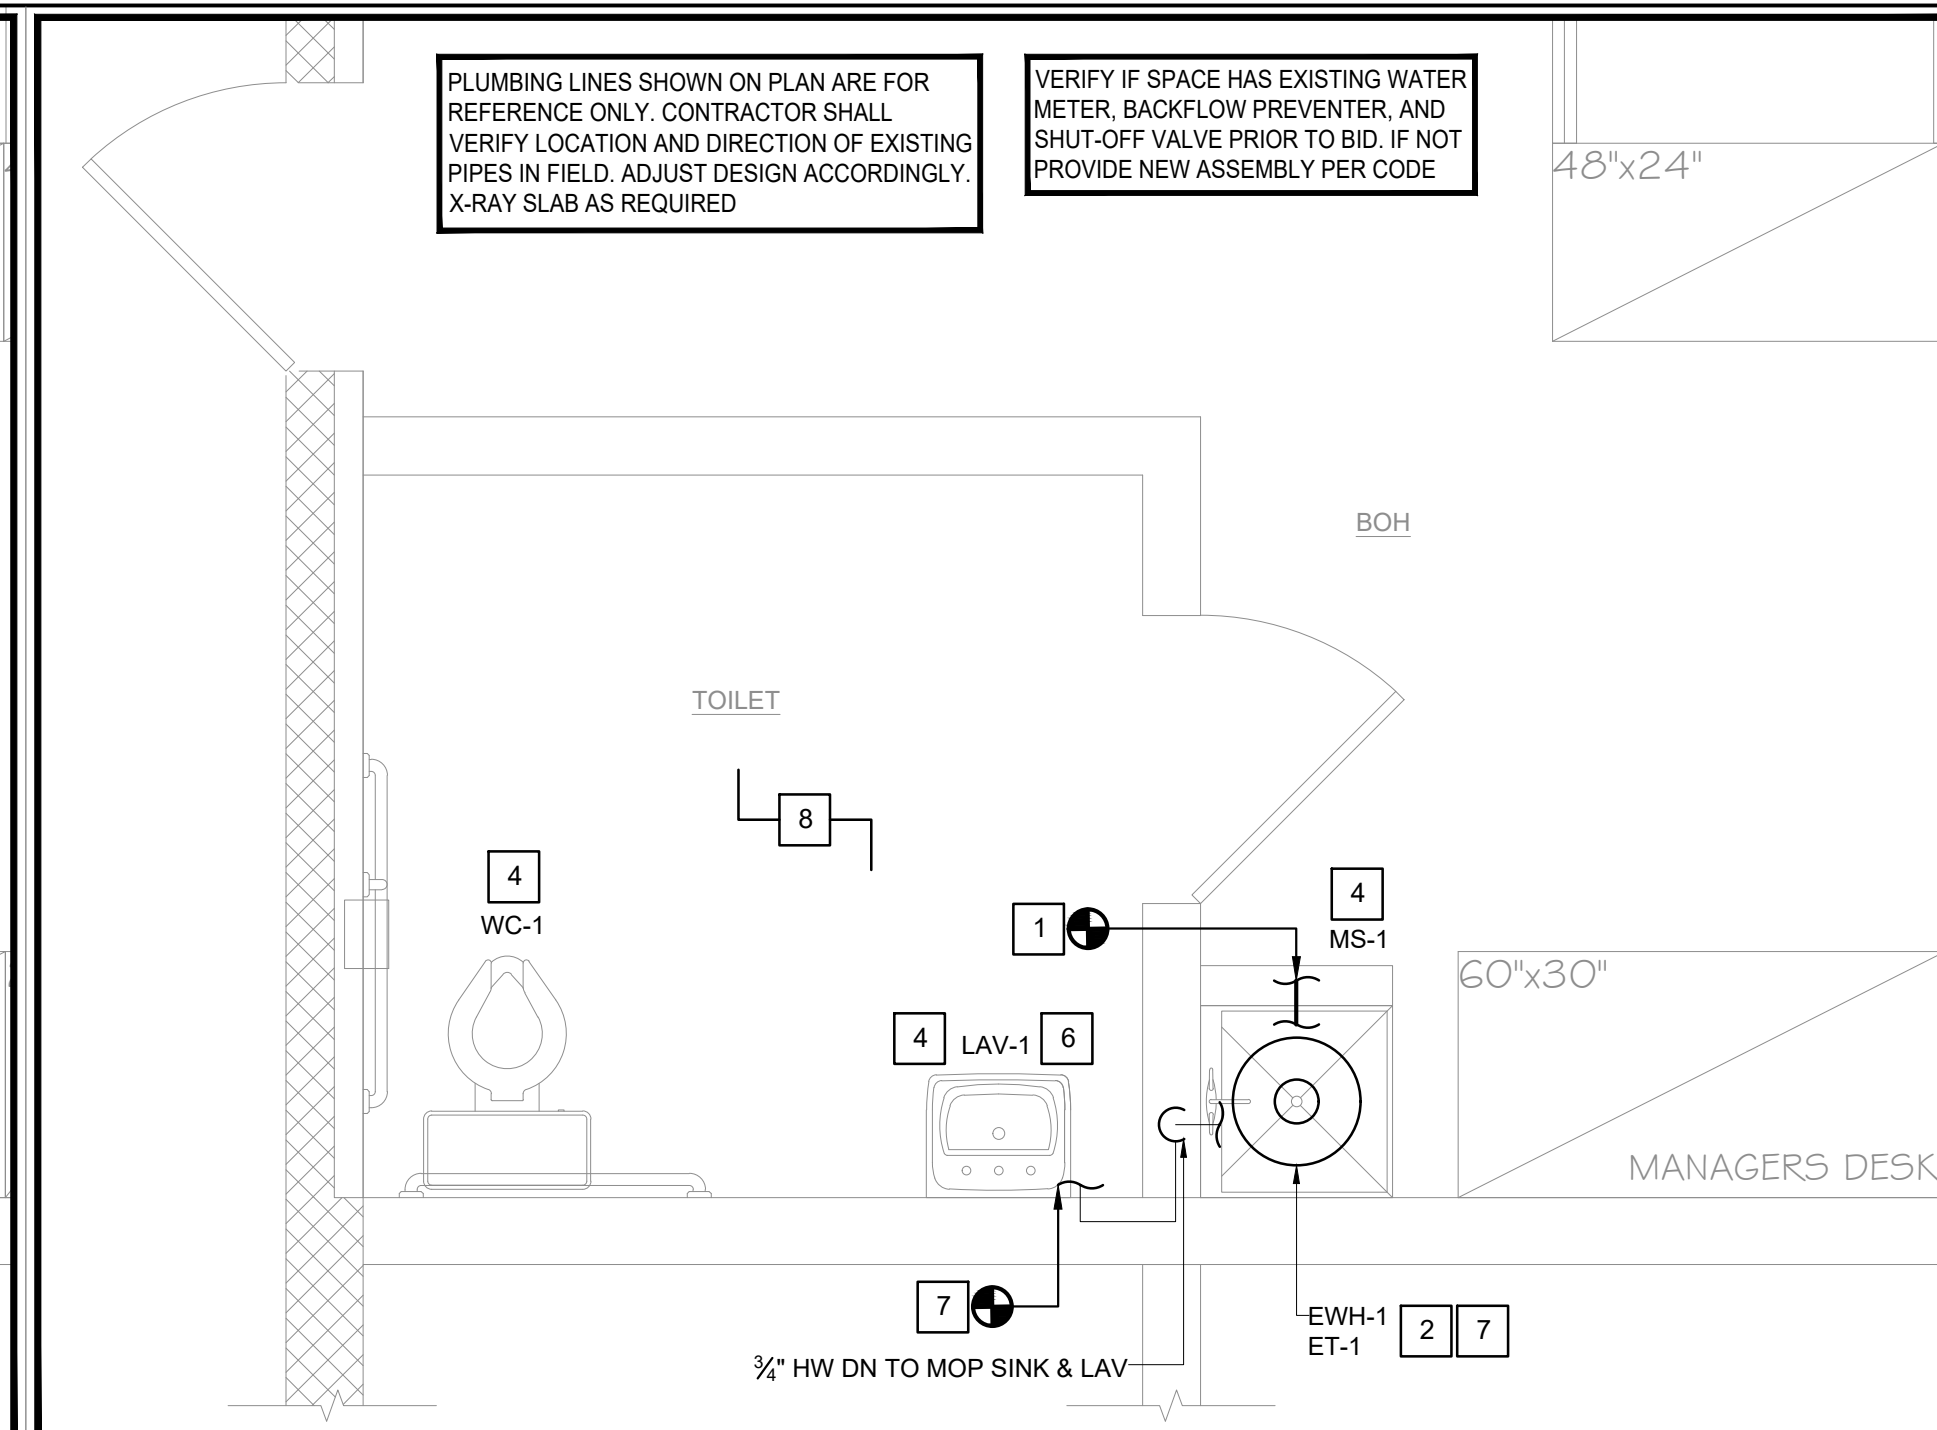 PLUMBING LINES SHOWN ON PLAN ARE FOR
REFERENCE ONLY. CONTRACTOR SHALL
VERIFY LOCATION AND DIRECTION OF EXISTING
PIPES IN FIELD. ADJUST DESIGN ACCORDINGLY.
X-RAY SLAB AS REQUIRED
VERIFY IF SPACE HAS EXISTING WATER
METER, BACKFLOW PREVENTER, AND
SHUT-OFF VALVE PRIOR TO BID. IF NOT
PROVIDE NEW ASSEMBLY PER CODE
48"x24"
BOH
TOILET
8
4
WC-1
1
4
MS-1
60"x30"
4 LAV-1 6
MANAGERS DESK
7
EWH-1
ET-1
2 7
¾" HW DN TO MOP SINK & LAV